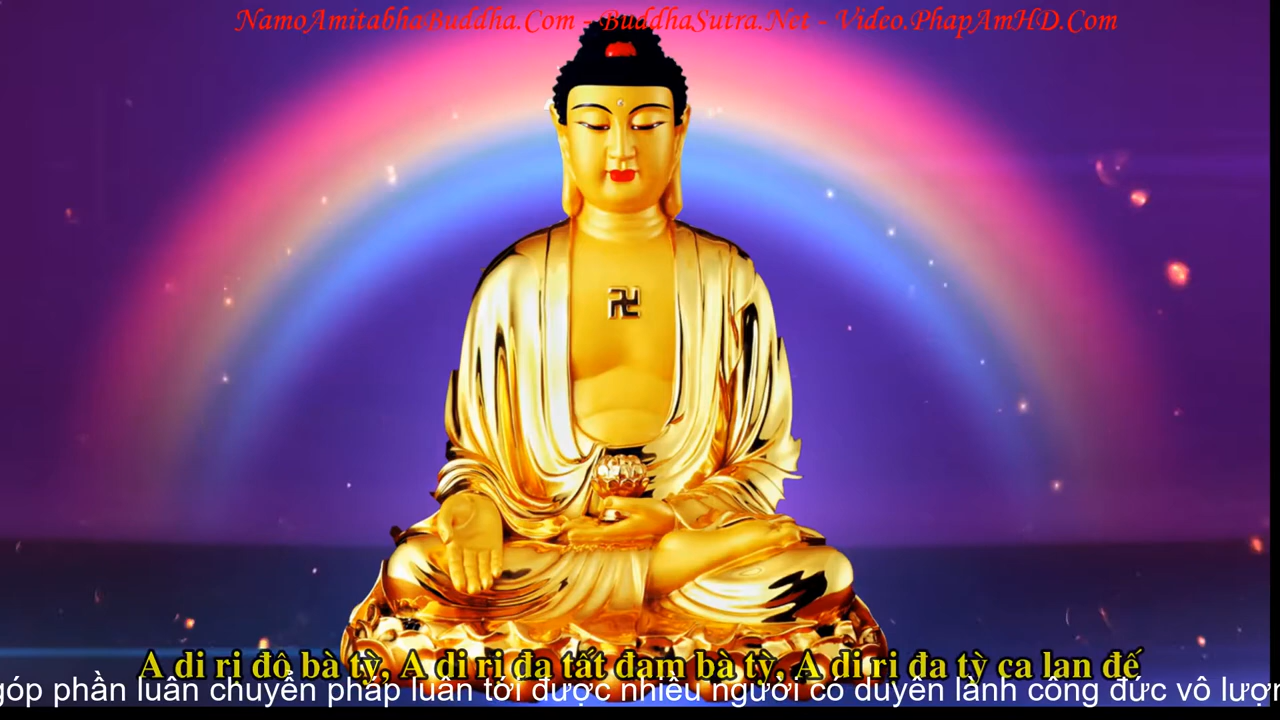 NamoAmitabhaBuddha.Com - BuddhaSutra.Net - Video.PhapAmHD.Com
A di rị đô bà tỳ, A di rị đa tất đam bà tỳ, A di rị đa tỳ ca lan đế
góp phần luân chuyển pháp luân tới được nhiều người có duyên lành công đức vô lượn